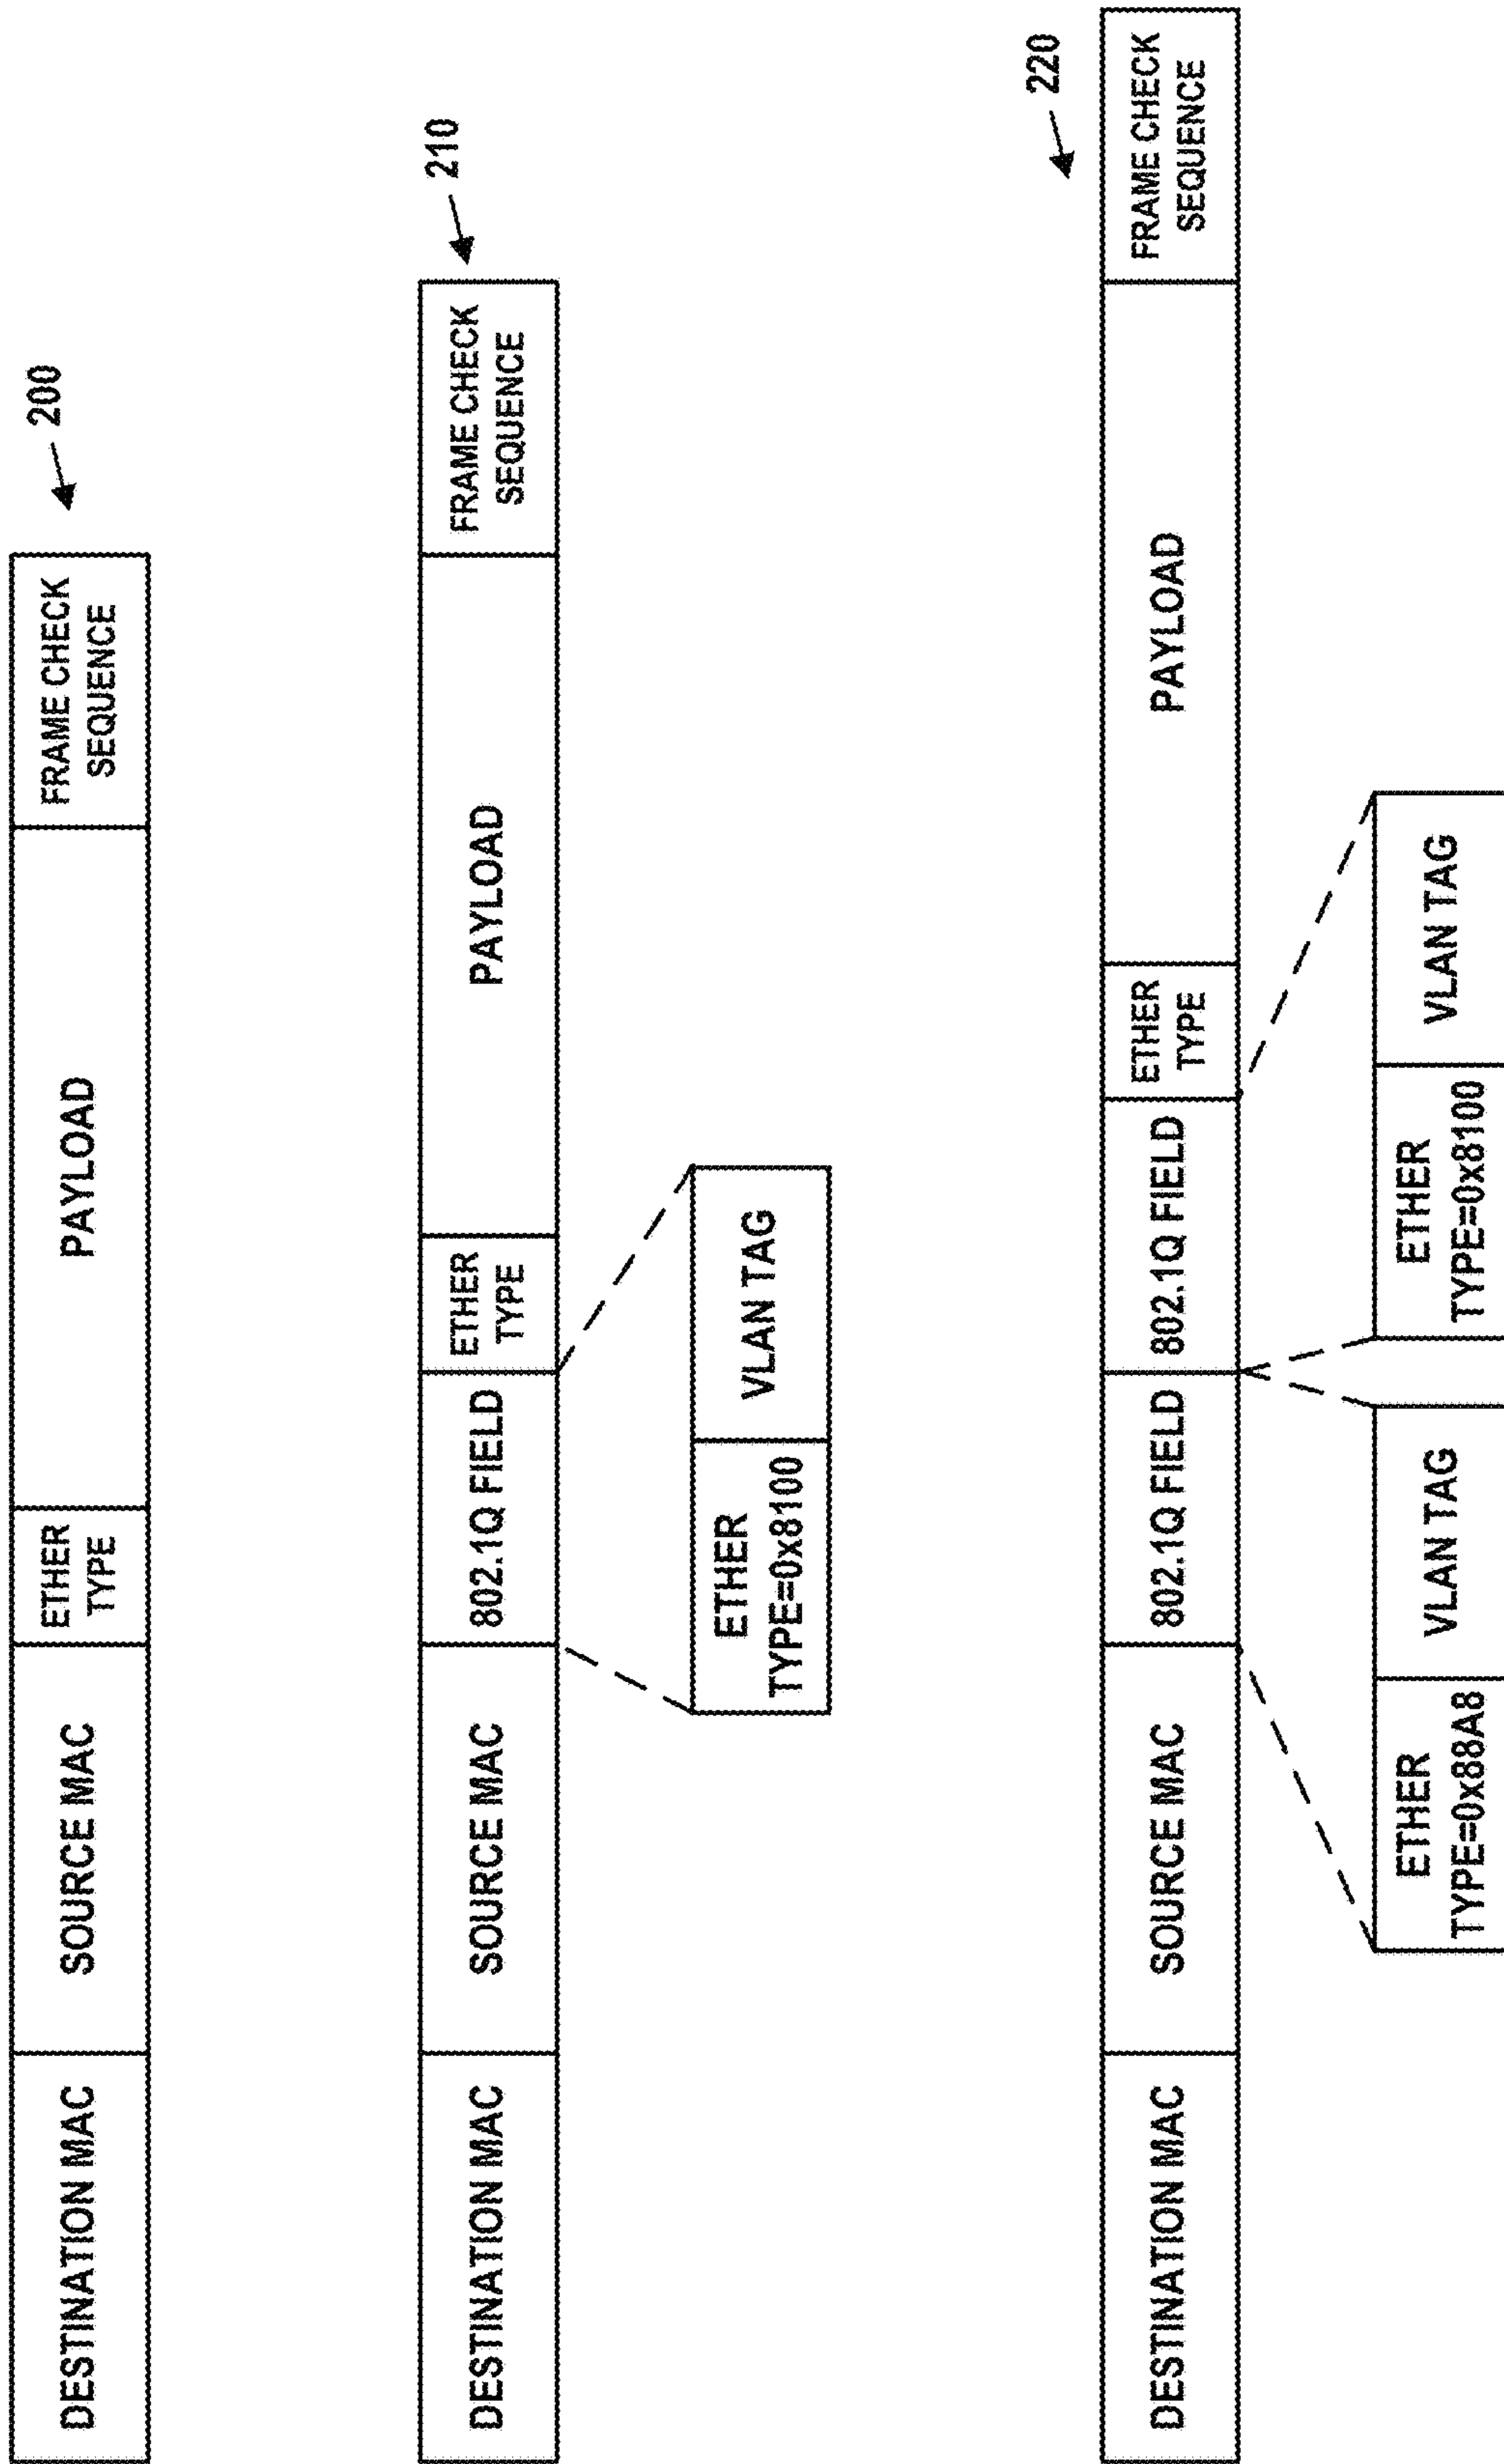 200
DESTINATION MAC
SOURCE MAC
ETHER
TYPE
PAYLOAD
FRAME CHECK
SEQUENCE
210
DESTINATION MAC
SOURCE MAC
802.1Q FIELD
ETHER
TYPE
PAYLOAD
FRAME CHECK
SEQUENCE
ETHER
TYPE=0x8100
VLAN TAG
220
DESTINATION MAC
SOURCE MAC
802.1Q FIELD
802.1Q FIELD
ETHER
TYPE
PAYLOAD
FRAME CHECK
SEQUENCE
ETHER
TYPE=0x88A8
VLAN TAG
ETHER
TYPE=0x8100
VLAN TAG